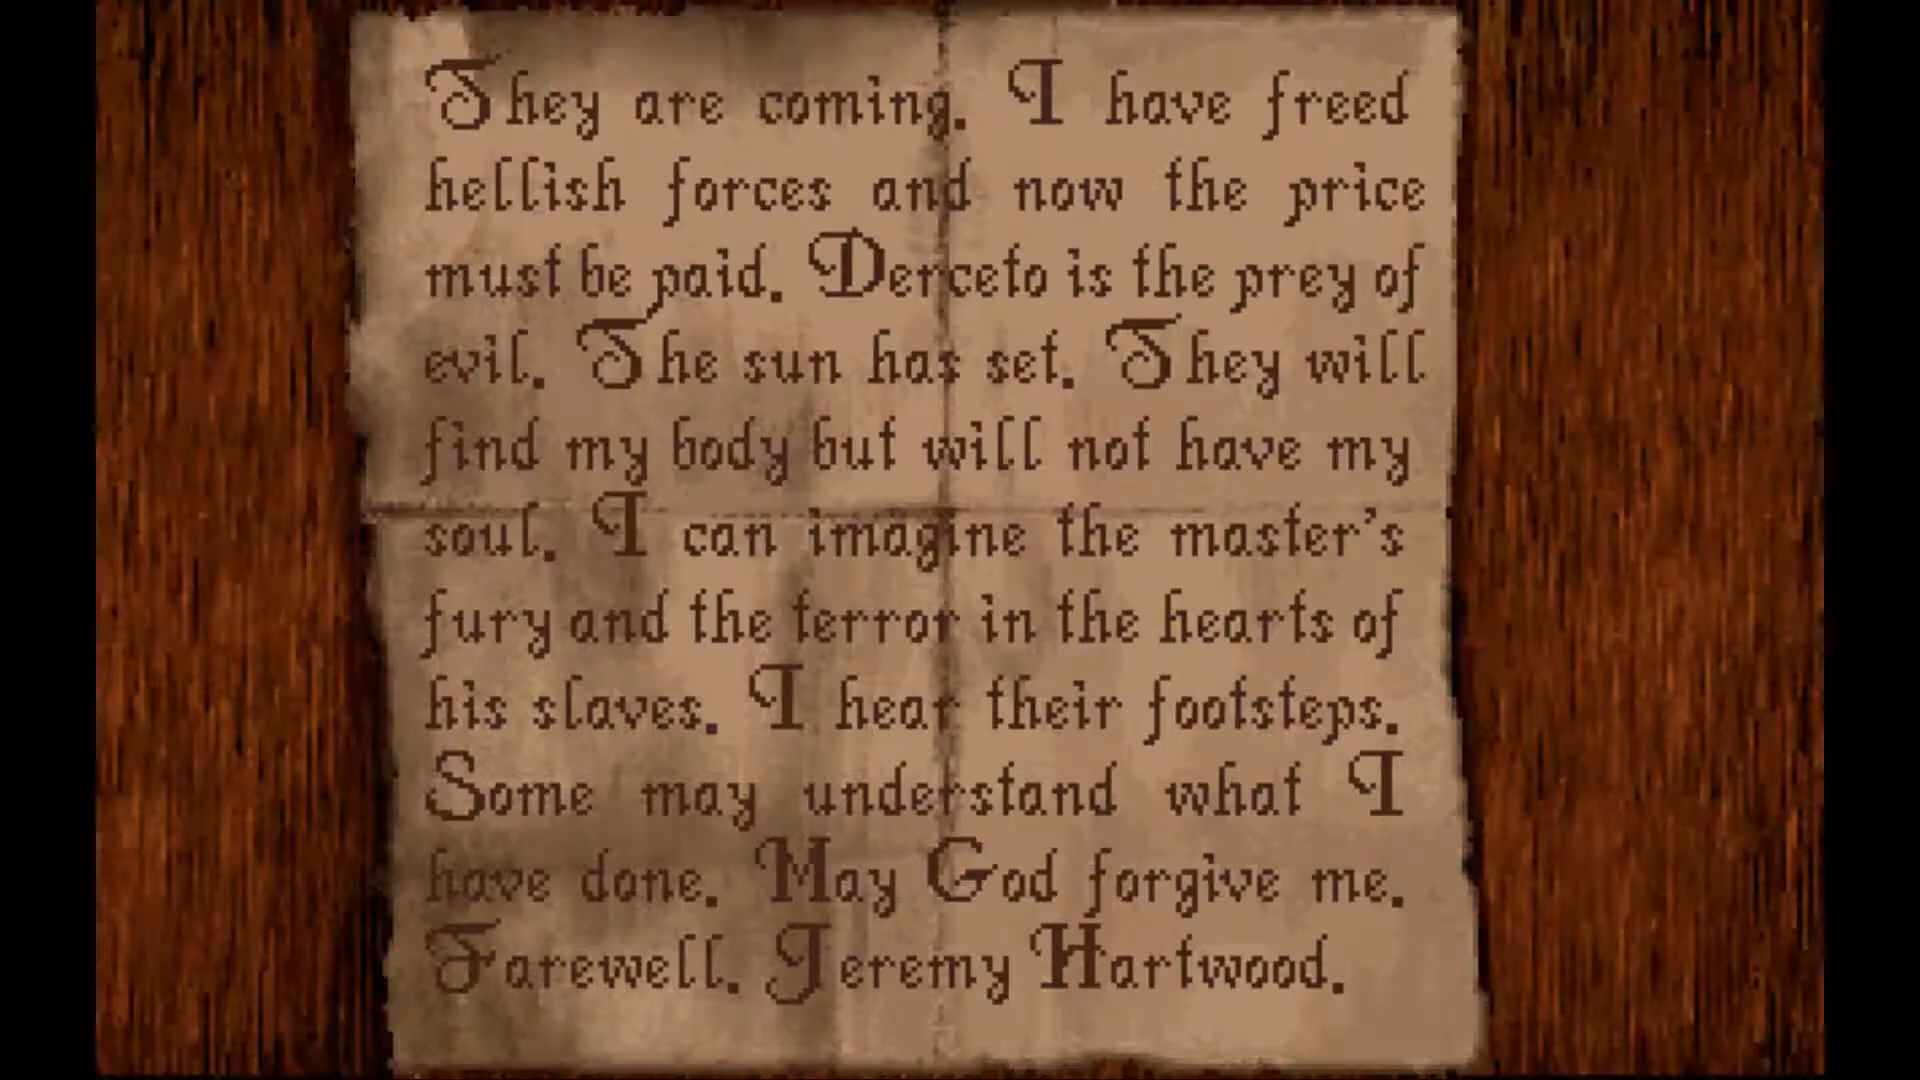 They are coming. I have freed
hellish forces and now the price
must be paid. Derceto is the prey of
evil. The sun has set. They will
find my body but will not have my
soul. I can imagine the master's
fury and the terror in the hearts of
his slaves. I hear their footsteps.
Some may understand what I
have done. May God forgive me.
Farewell. Jeremy Hartwood.